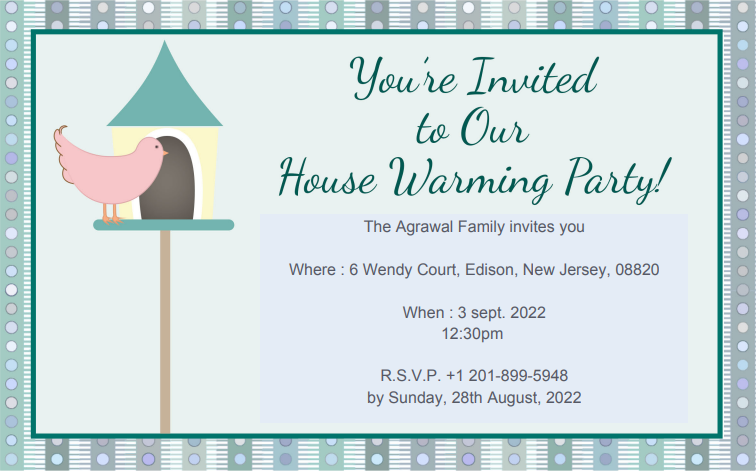 You're Invited
to Our
House Warming Party!
The Agrawal Family invites you
Where : 6 Wendy Court, Edison, New Jersey, 08820
When : 3 sept. 2022
12:30pm
R.S.V.P. +1 201-899-5948
by Sunday, 28th August, 2022